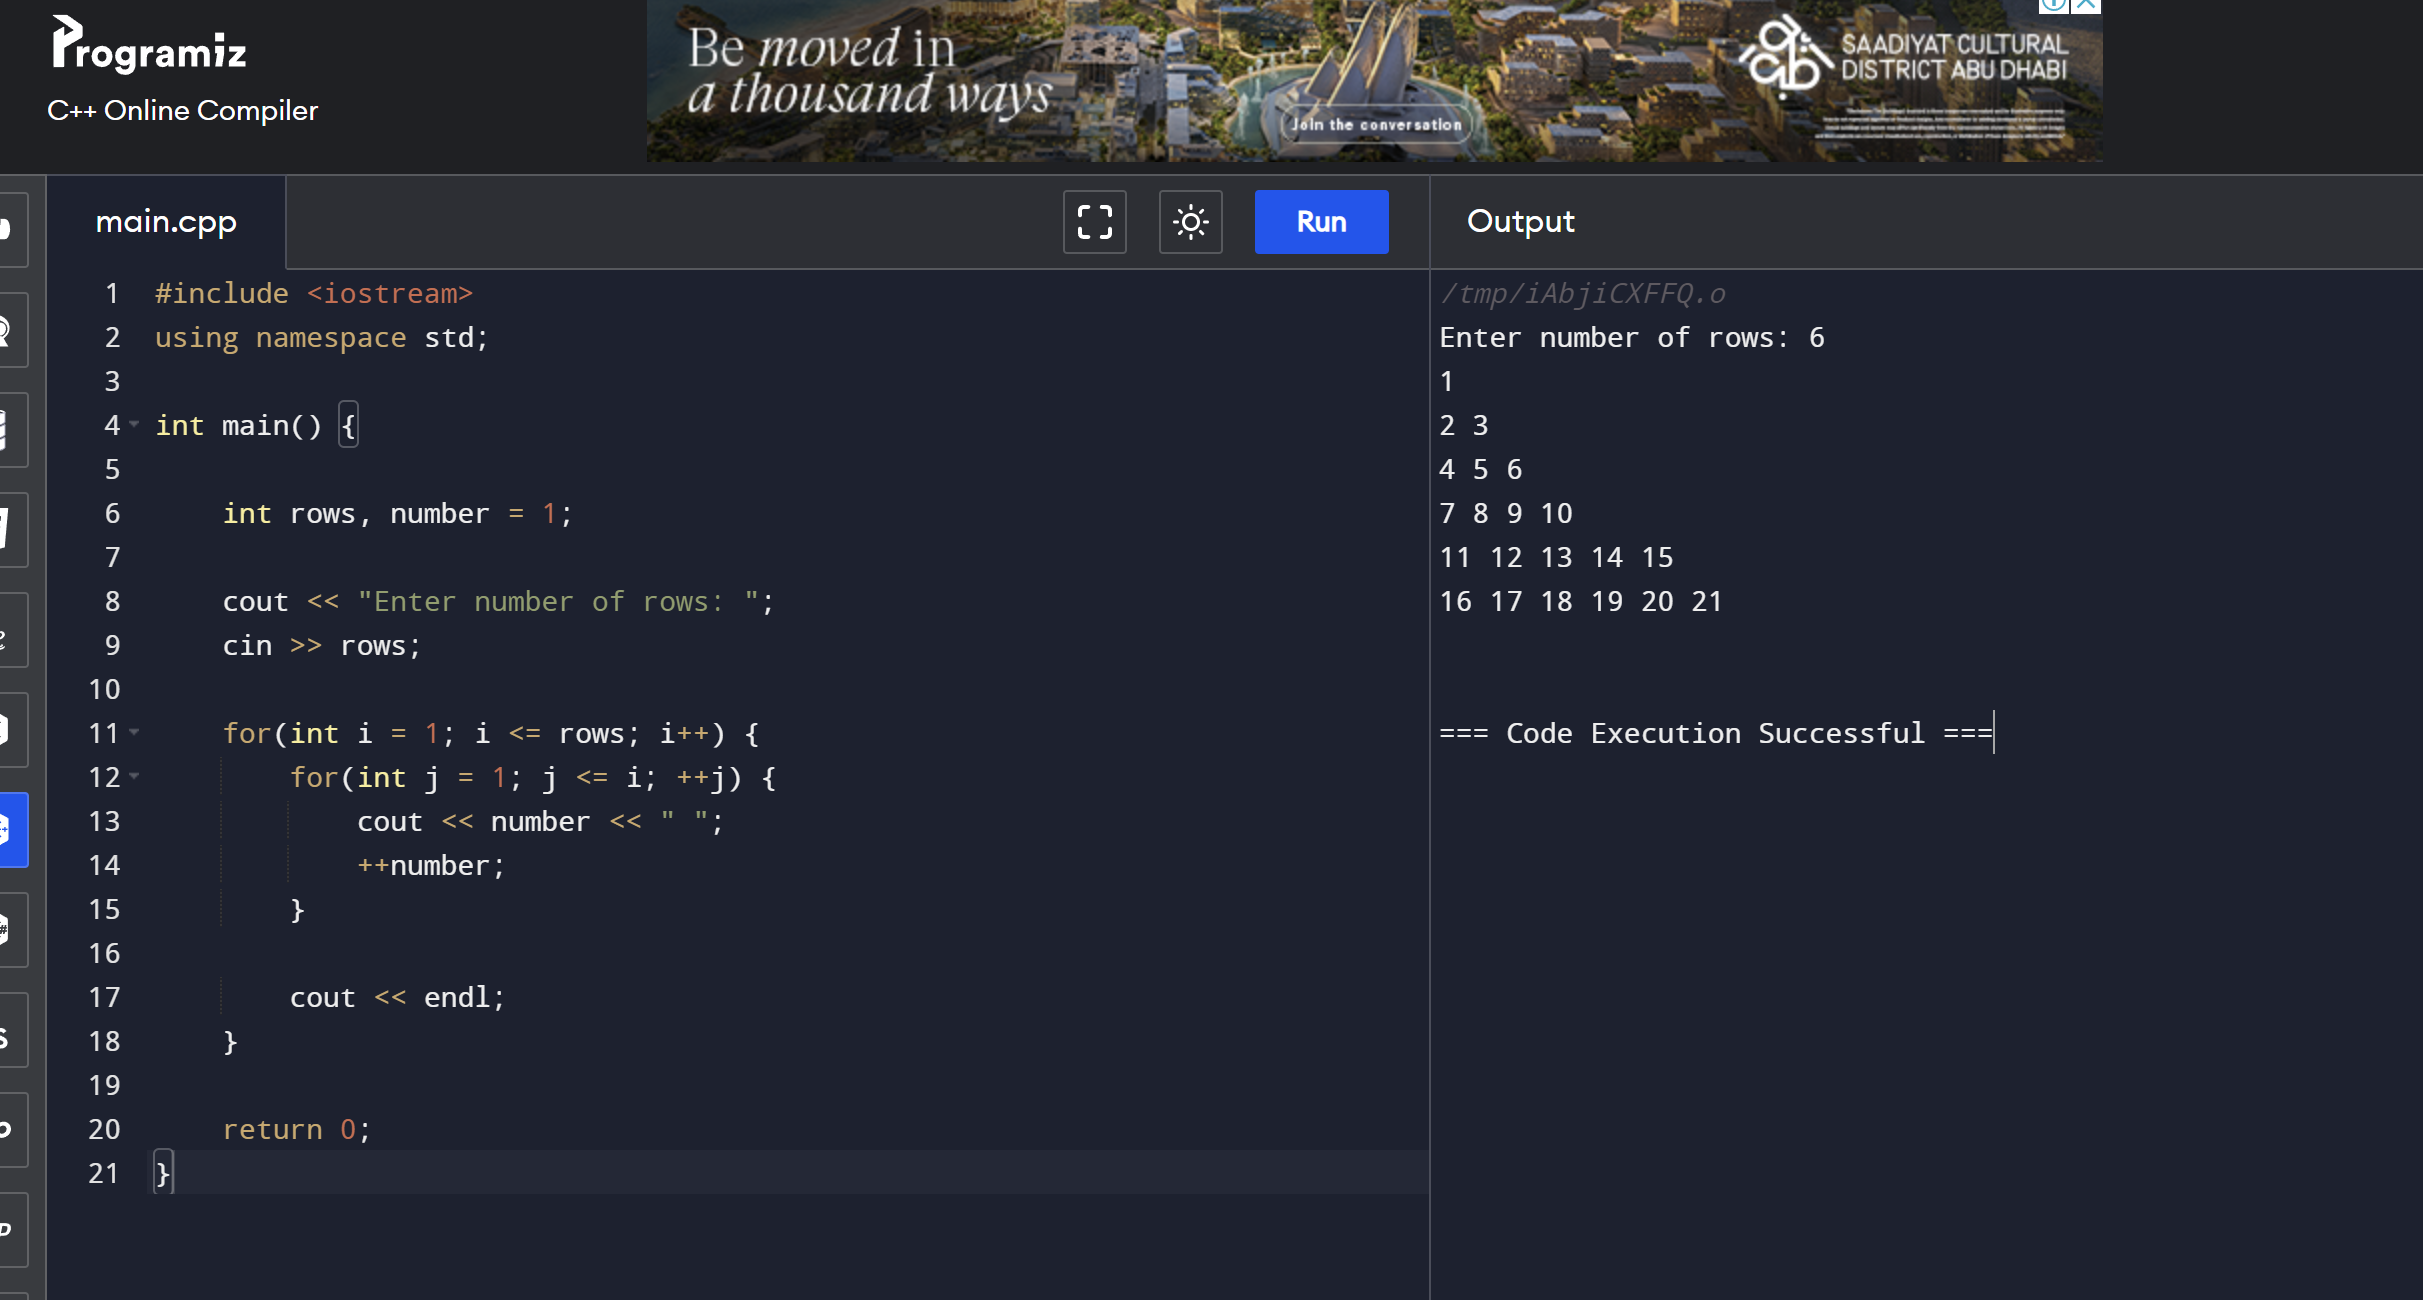 Programiz
C++ Online Compiler
Be moved in
a thousand ways
Join the conversation
SAADIYAT CULTURAL
DISTRICT ABU DHABI
main.cpp
Run
Output
1 #include <iostream>
2 using namespace std;
3
4 int main() {
5
6     int rows, number = 1;
7
8     cout << "Enter number of rows: ";
9     cin >> rows;
10
11     for(int i = 1; i <= rows; i++) {
12         for(int j = 1; j <= i; ++j) {
13             cout << number << " ";
14             ++number;
15         }
16
17         cout << endl;
18     }
19
20     return 0;
21 }
/tmp/iAbjiCXFFQ.o
Enter number of rows: 6
1
2 3
4 5 6
7 8 9 10
11 12 13 14 15
16 17 18 19 20 21
=== Code Execution Successful ===